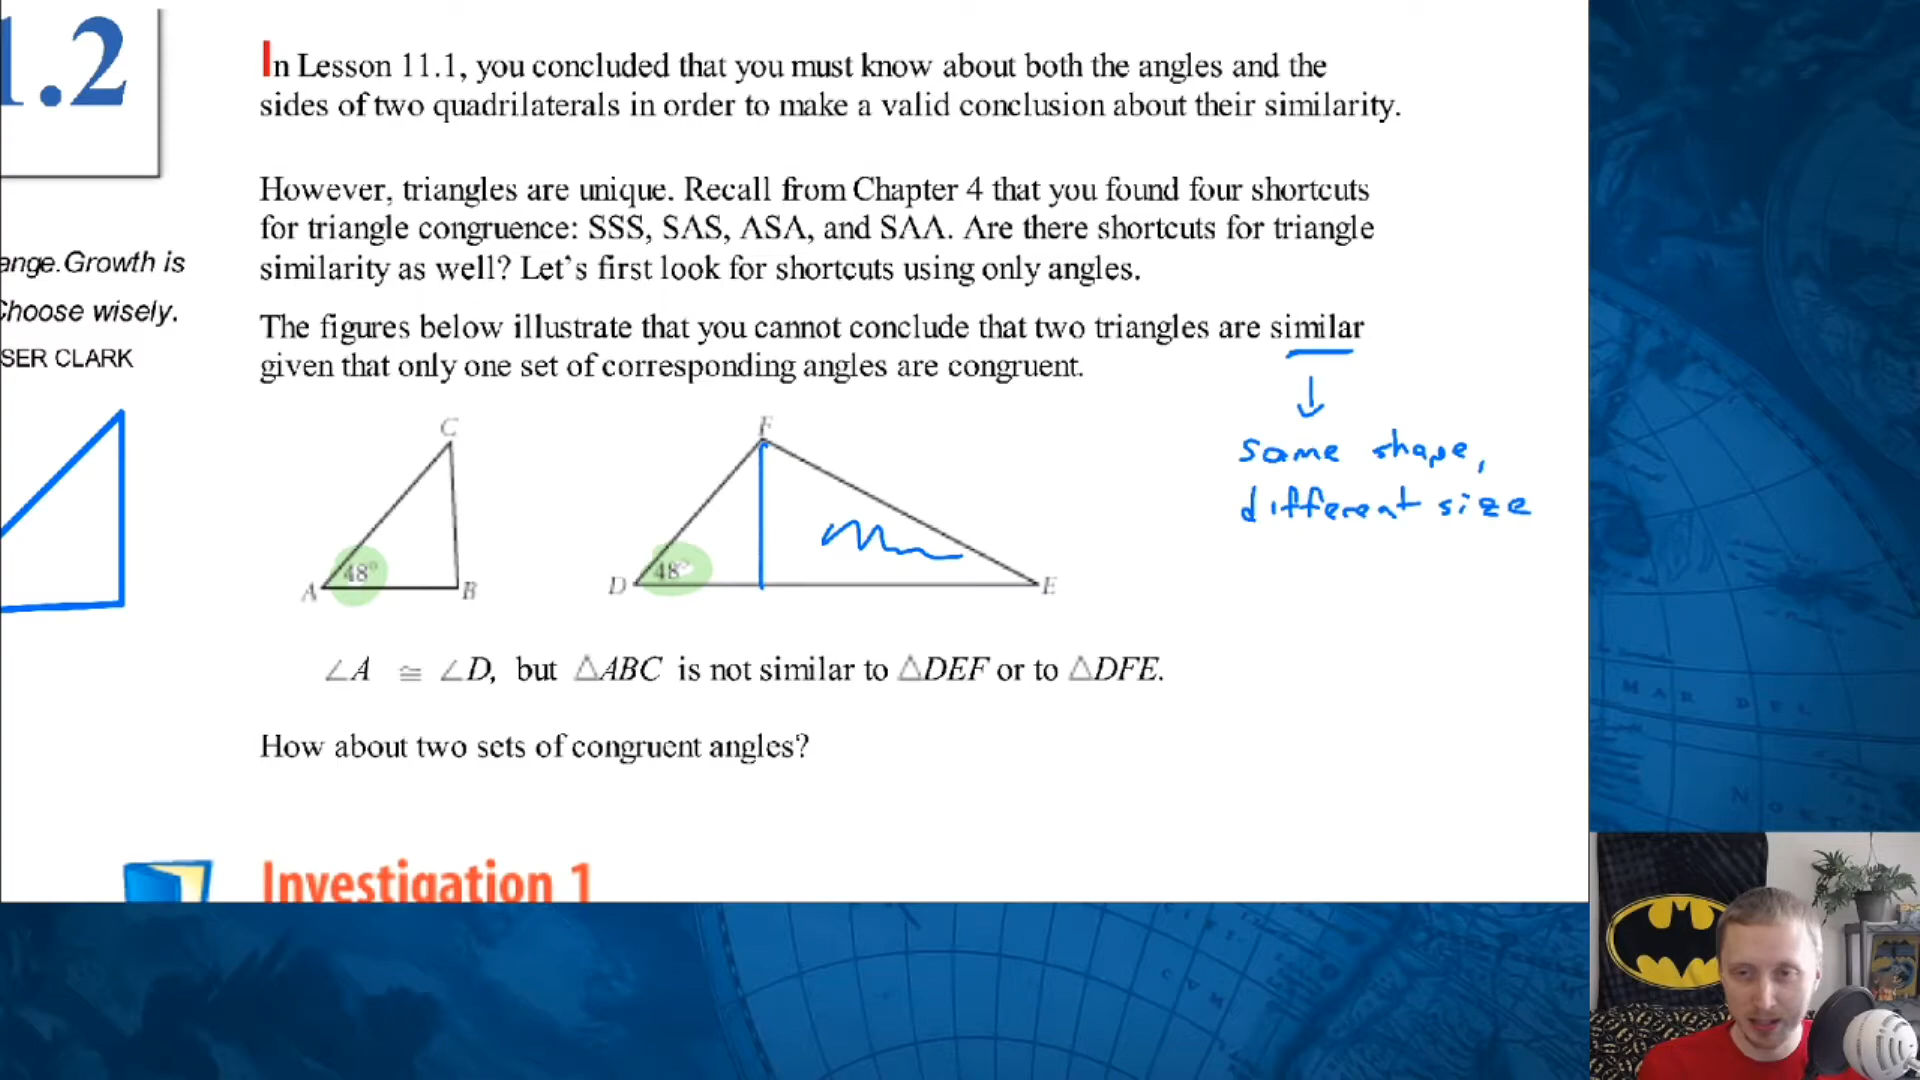 1.2
In Lesson 11.1, you concluded that you must know about both the angles and the
sides of two quadrilaterals in order to make a valid conclusion about their similarity.
However, triangles are unique. Recall from Chapter 4 that you found four shortcuts
for triangle congruence: SSS, SAS, ASA, and SAA. Are there shortcuts for triangle
similarity as well? Let's first look for shortcuts using only angles.
ange.Growth is
Choose wisely.
SER CLARK
The figures below illustrate that you cannot conclude that two triangles are similar
given that only one set of corresponding angles are congruent.
same shape,
different size
C
F
48°
48°
A
B
D
E
∠A ≅ ∠D, but △ABC is not similar to △DEF or to △DFE.
How about two sets of congruent angles?
Investigation 1
MAR DEL